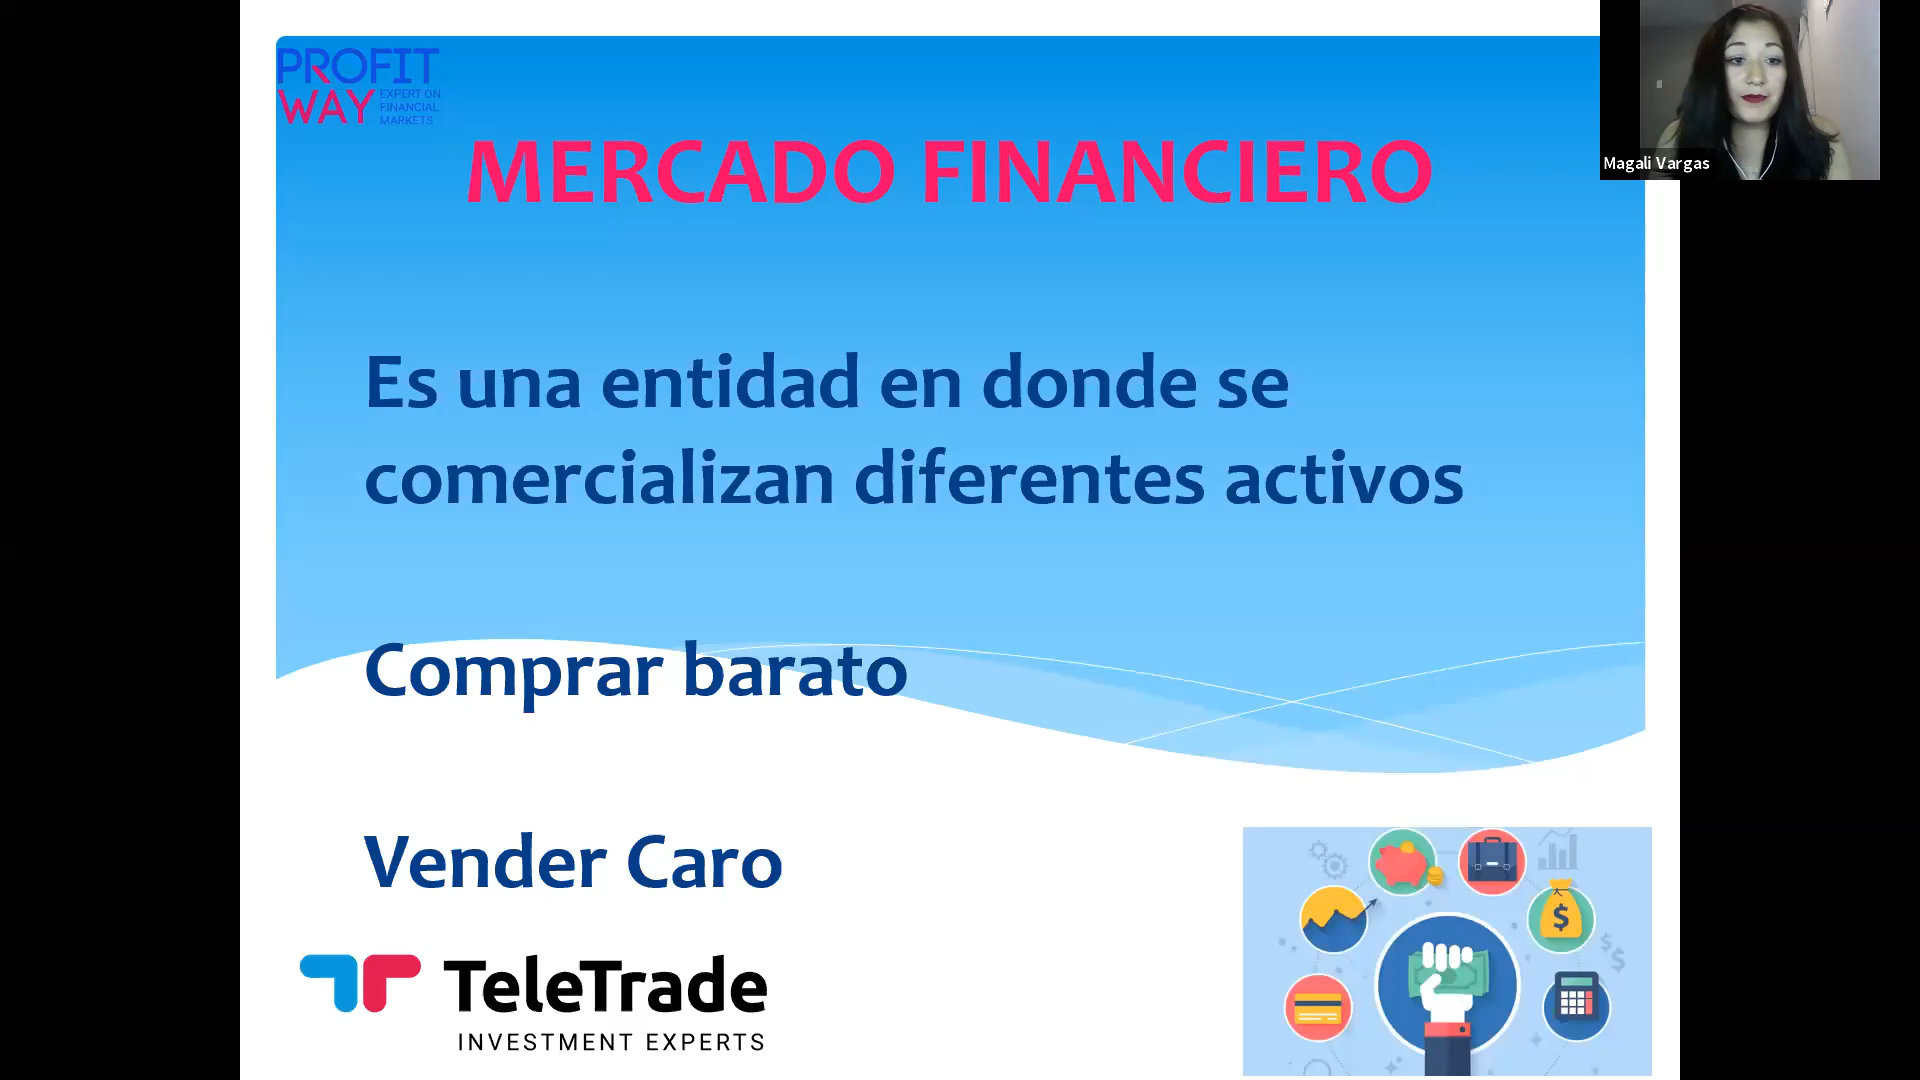 PROFIT
WAY
EXPERT ON
FINANCIAL
MARKETS
MERCADO FINANCIERO
Magali Vargas
Es una entidad en donde se
comercializan diferentes activos
Comprar barato
Vender Caro
TeleTrade
INVESTMENT EXPERTS
$
$
$